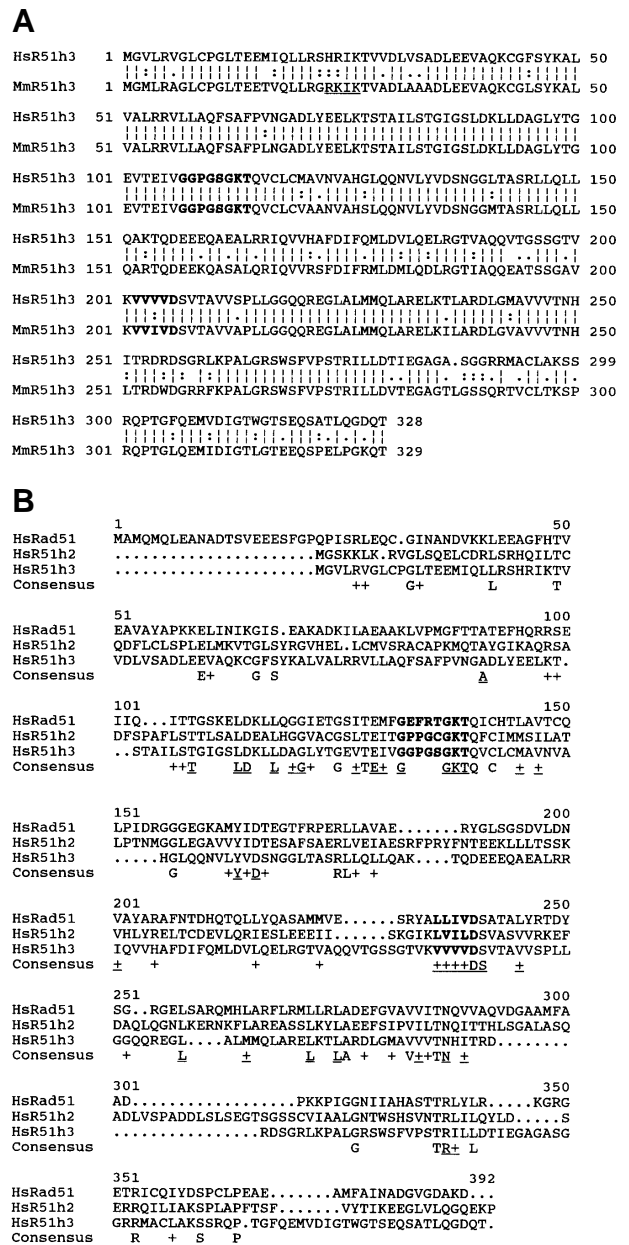 A
HsR51h3 1 MGVLRVGLCPGLTEEMIQLLRSHRIKTVVDLVSADLEEVAQKCGFSYKAL 50
MmR51h3 1 MGMLRAGLCPGLTEETVQLLRGRKIKTVADLAAADLEEVAQKCGLSYKAL 50
HsR51h3 51 VALRRVLLAQFSAFPVNGADLYEELKTSTAILSTGIGSLDKLLDAGLYTG 100
MmR51h3 51 VALRRVLLAQFSAFPLNGADLYEELKTSTAILSTGIGSLDKLLDAGLYTG 100
HsR51h3 101 EVTEIVGGPGSGKTQVCLCMAVNVAHGLQQNVLYVDSNGGLTASRLLQLL 150
MmR51h3 101 EVTEIVGGPGSGKTQVCLCVAANVAHSLQQNVLYVDSNGGMTASRLLQLL 150
HsR51h3 151 QAKTQDEEEQAEALRRIQVVHAFDIFQMLDVLQELRGTVAQQVTGSSGTV 200
MmR51h3 151 QARTQDEEKQASALQRIQVVRSFDIFRMLDMLQDLRGTIAQQEATSSGAV 200
HsR51h3 201 KVVVVDSVTAVVSPLLGGQQREGLALMMQLARELKTLARDLGMAVVVTNH 250
MmR51h3 201 KVVIVDSVTAVVAPLLGGQQREGLALMMQLARELKILARDLGVAVVVTNH 250
HsR51h3 251 ITRDRDSGRLKPALGRSWSFVPSTRILLDTIEGAGA.SGGRRMACLAKSS 299
MmR51h3 251 LTRDWDGRRFKPALGRSWSFVPSTRILLDVTEGAGTLGSSQRTVCLTKSP 300
HsR51h3 300 RQPTGFQEMVDIGTWGTSEQSATLQGDQT 328
MmR51h3 301 RQPTGLQEMIDIGTLGTEEQSPELPGKQT 329
B
1 50
HsRad51 MAMQMQLEANADTSVEEESFGPQPISRLEQC.GINANDVKKLEEAGFHTV
HsR51h2 ....................MGSKKLK.RVGLSQELCDRLSRHQILTC
HsR51h3 ....................MGVLRVGLCPGLTEEMIQLLRSHRIKTV
Consensus ++ G+ L T
51 100
HsRad51 EAVAYAPKKELINIKGIS.EAKADKILAEAAKLVPMGFTTATEFHQRRSE
HsR51h2 QDFLCLSPLELMKVTGLSYRGVHEL.LCMVSRACAPKMQTAYGIKAQRSA
HsR51h3 VDLVSADLEEVAQKCGFSYKALVALRRVLLAQFSAFPVNGADLYEELKT.
Consensus E+ G S A ++
101 150
HsRad51 IIQ...ITTGSKELDKLLQGGIETGSITEMFGEFRTGKTQICHTLAVTCQ
HsR51h2 DFSPAFLSTTLSALDEALHGGVACGSLTEITGPPGCGKTQFCIMMSILAT
HsR51h3 ..STAILSTGIGSLDKLLDAGLYTGEVTEIVGGPGSGKTQVCLCMAVNVA
Consensus ++T LD L +G+ G +TE+ G GKTQ C + +
151 200
HsRad51 LPIDRGGGEGKAMYIDTEGTFRPERLLAVAE.......RYGLSGSDVLDN
HsR51h2 LPTNMGGLEGAVVYIDTESAFSAERLVEIAESRFPRYFNTEEKLLLTSSK
HsR51h3 .....HGLQQNVLYVDSNGGLTASRLLQLLQAK....TQDEEEQAEALRR
Consensus G +Y+D+ RL+ +
201 250
HsRad51 VAYARAFNTDHQTQLLYQASAMMVE......SRYALLIVDSATALYRTDY
HsR51h2 VHLYRELTCDEVLQRIESLEEEII......SKGIKLVILDSVASVVRKEF
HsR51h3 IQVVHAFDIFQMLDVLQELRGTVAQQVTGSSGTVKVVVVDSVTAVVSPLL
Consensus + + + + ++++DS +
251 300
HsRad51 SG..RGELSARQMHLARFLRMLLRLADEFGVAVVITNQVVAQVDGAAMFA
HsR51h2 DAQLQGNLKERNKFLAREASSLKYLAEEFSIPVILTNQITTHLSGALASQ
HsR51h3 GGQQREGL....ALMMQLARELKTLARDLGMAVVVTNHITRD........
Consensus + L + L LA + + V++TN +
301 350
HsRad51 AD.................PKKPIGGNIIAHASTTRLYLR.....KGRG
HsR51h2 ADLVSPADDLSLSEGTSGSSCVIAALGNTWSHSVNTRLILQYLD.....S
HsR51h3 ...............RDSGRLKPALGRSWSFVPSTRILLDTIEGAGASG
Consensus G TR+ L
351 392
HsRad51 ETRICQIYDSPCLPEAE.......AMFAINADGVGDAKD...
HsR51h2 ERRQILIAKSPLAPFTSF......VYTIKEEGLVLQGQEKP
HsR51h3 GRRMACLAKSSRQP.TGFQEMVDIGTWGTSEQSATLQGDQT.
Consensus R + S P